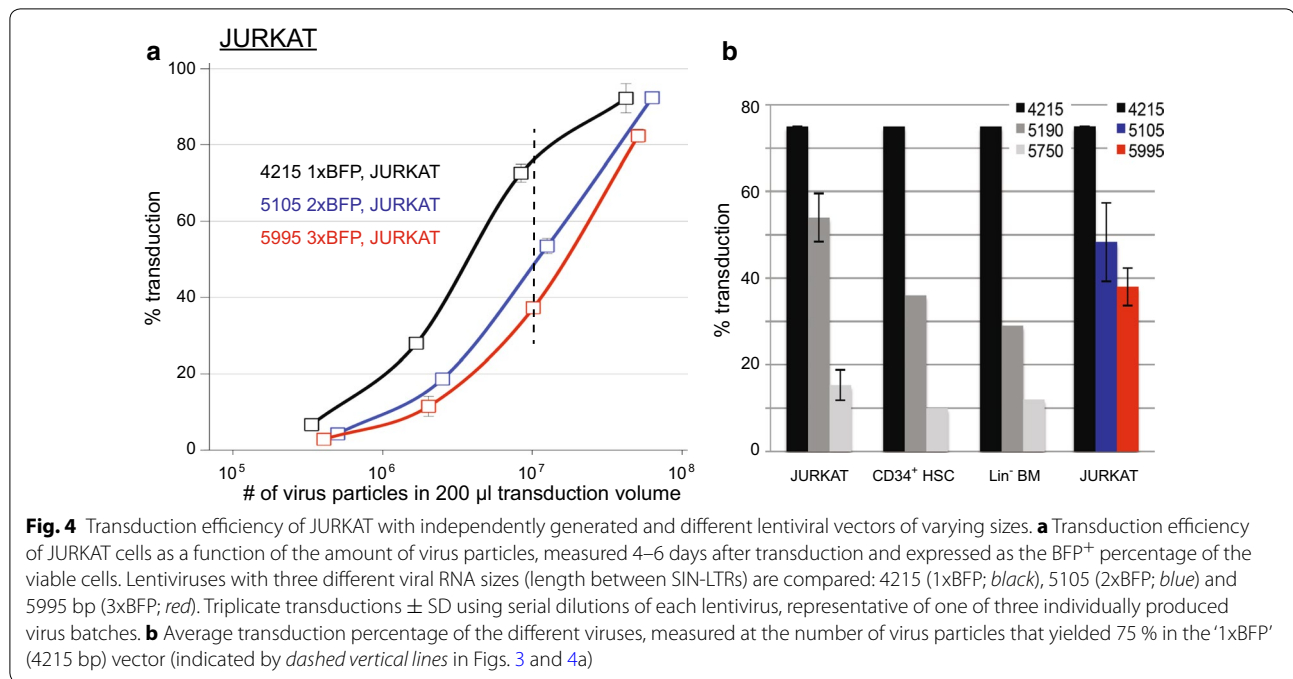 a
JURKAT
100
80
60
40
20
0
% transduction
4215 1xBFP, JURKAT
5105 2xBFP, JURKAT
5995 3xBFP, JURKAT
10⁵ 10⁶ 10⁷ 10⁸
# of virus particles in 200 µl transduction volume
b
4215 4215
5190 5105
5750 5995
80
60
40
20
0
% transduction
JURKAT CD34⁺ HSC Lin⁻ BM JURKAT
Fig. 4 Transduction efficiency of JURKAT with independently generated and different lentiviral vectors of varying sizes. a Transduction efficiency
of JURKAT cells as a function of the amount of virus particles, measured 4–6 days after transduction and expressed as the BFP⁺ percentage of the
viable cells. Lentiviruses with three different viral RNA sizes (length between SIN-LTRs) are compared: 4215 (1xBFP; black), 5105 (2xBFP; blue) and
5995 bp (3xBFP; red). Triplicate transductions ± SD using serial dilutions of each lentivirus, representative of one of three individually produced
virus batches. b Average transduction percentage of the different viruses, measured at the number of virus particles that yielded 75 % in the ‘1xBFP’
(4215 bp) vector (indicated by dashed vertical lines in Figs. 3 and 4a)